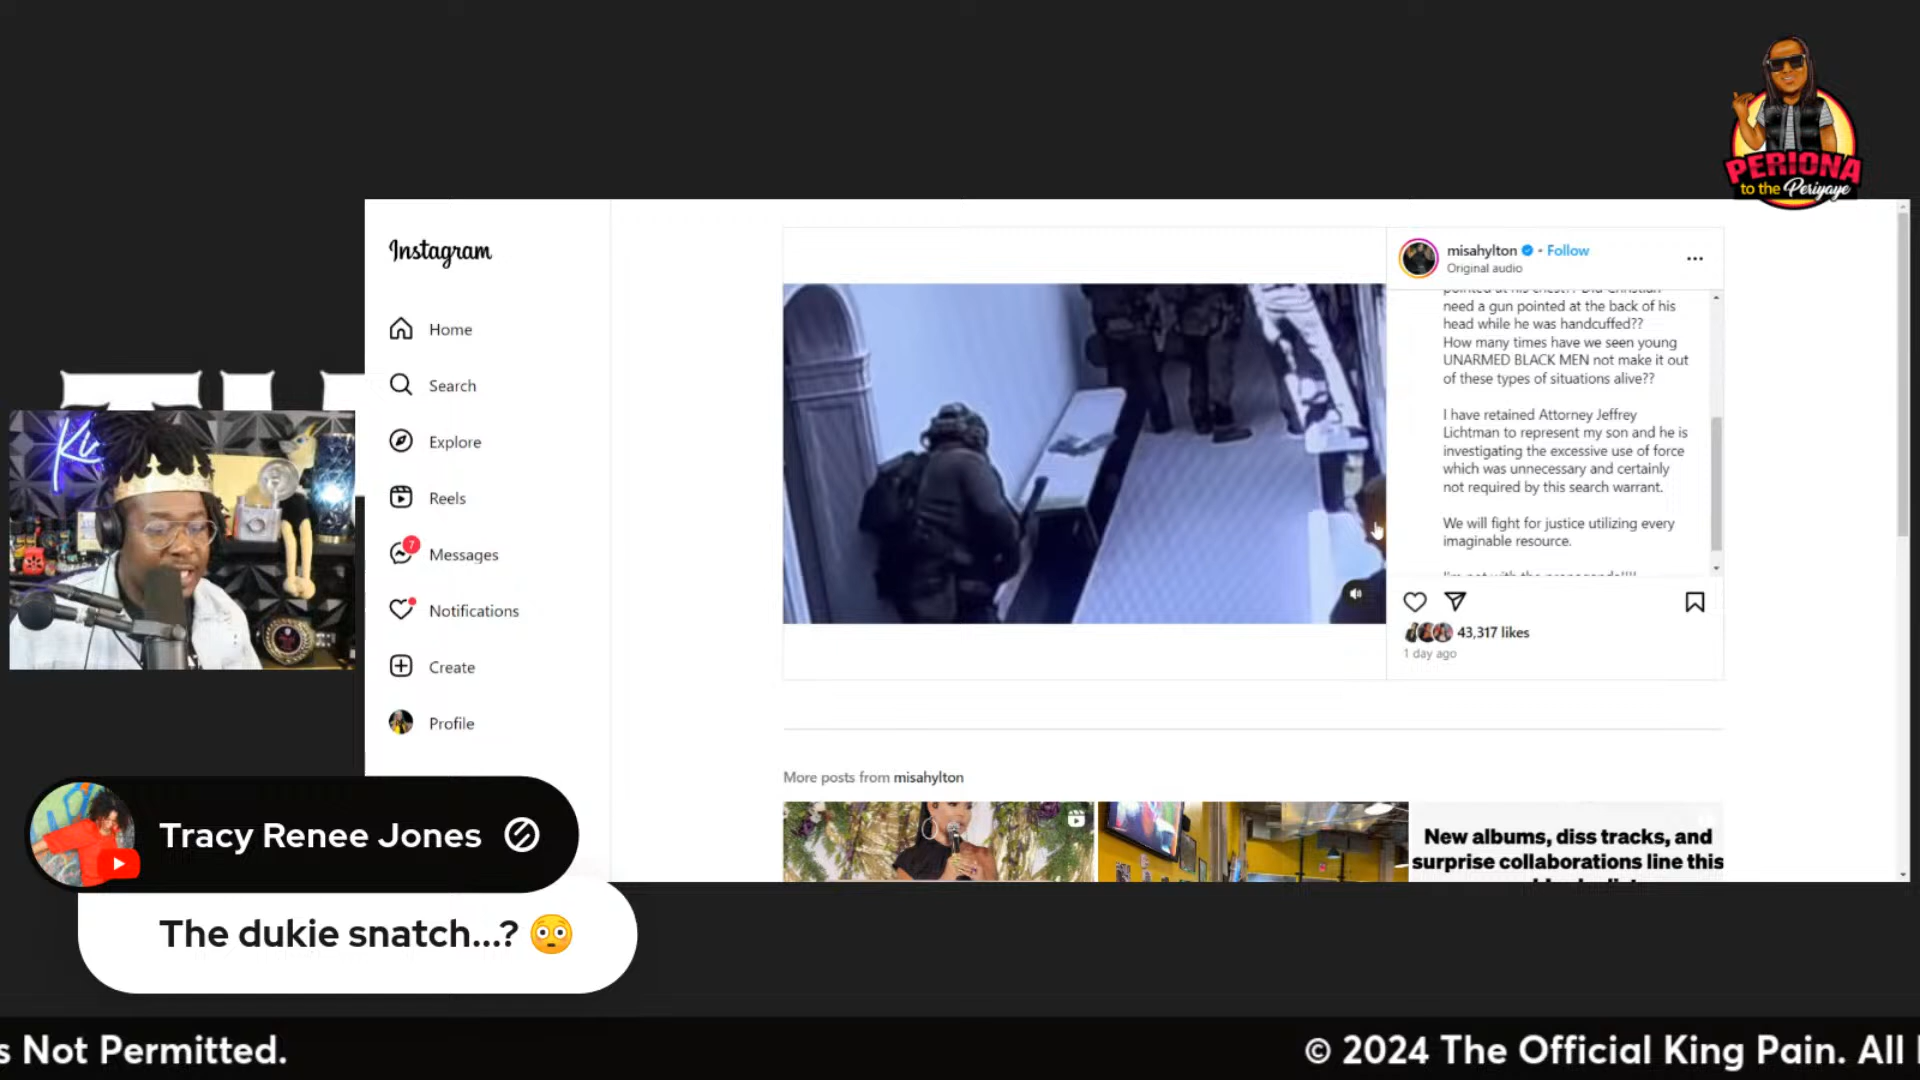 PERIONA
to the Periyaye
Instagram
Home
Search
Explore
Reels
7
Messages
Notifications
Create
Profile
Ki
misahylton • Follow
Original audio
need a gun pointed at the back of his
head while he was handcuffed??
How many times have we seen young
UNARMED BLACK MEN not make it out
of these types of situations alive??
I have retained Attorney Jeffrey
Lichtman to represent my son and he is
investigating the excessive use of force
which was unnecessary and certainly
not required by this search warrant.
We will fight for justice utilizing every
imaginable resource.
43,317 likes
1 day ago
More posts from misahylton
New albums, diss tracks, and
surprise collaborations line this
Tracy Renee Jones
The dukie snatch...? 😳
s Not Permitted.
© 2024 The Official King Pain. All